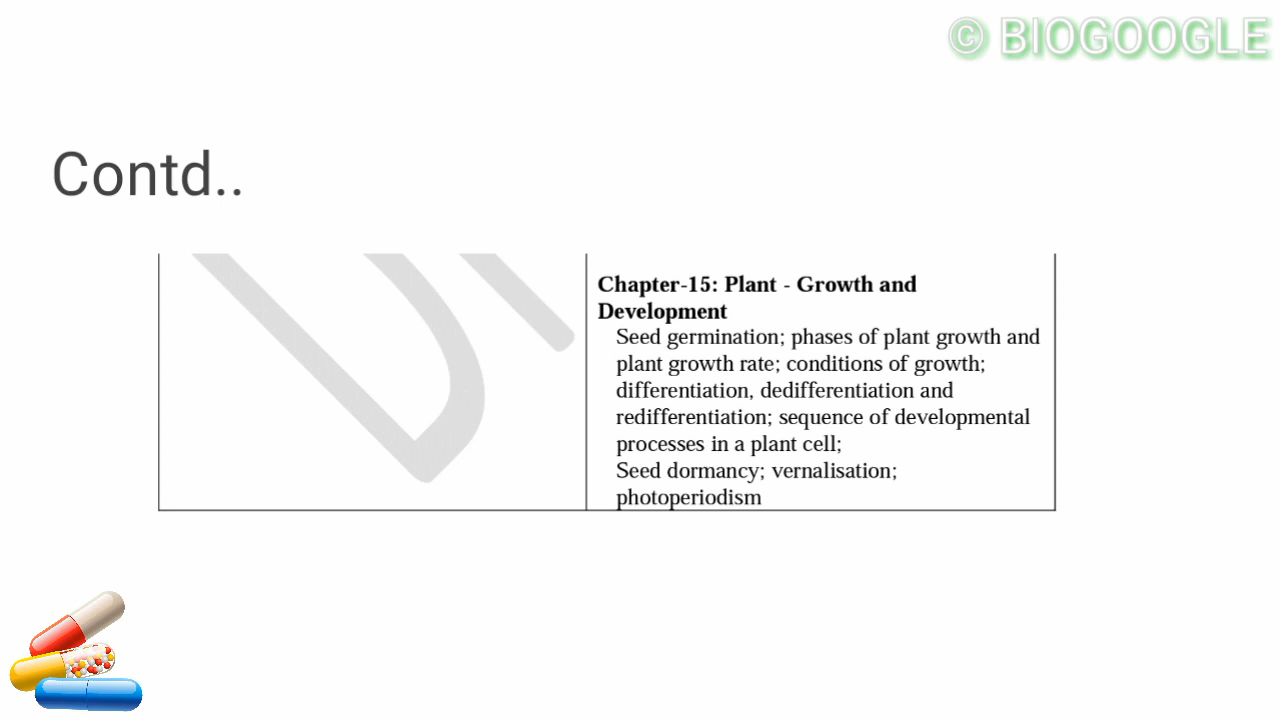 © BIOGOOGLE
Contd..
Chapter-15: Plant - Growth and
Development
Seed germination; phases of plant growth and
plant growth rate; conditions of growth;
differentiation, dedifferentiation and
redifferentiation; sequence of developmental
processes in a plant cell;
Seed dormancy; vernalisation;
photoperiodism